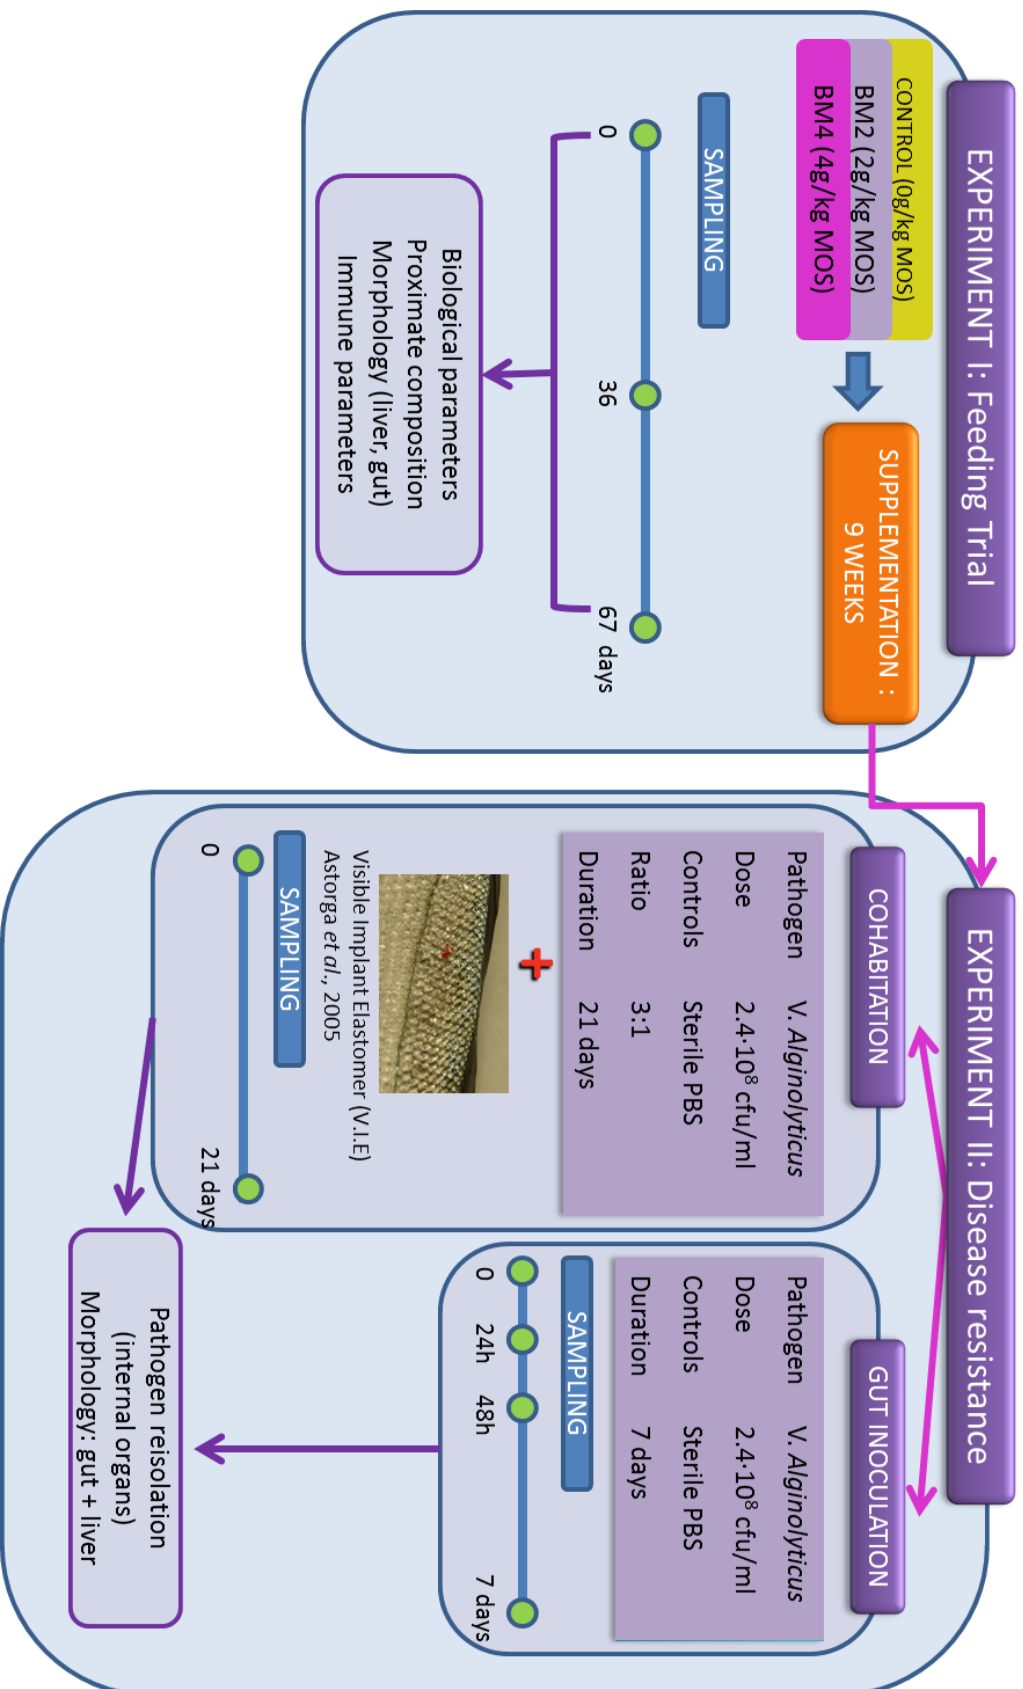 EXPERIMENT I: Feeding Trial
CONTROL (0g/kg MOS)
BM2 (2g/kg MOS)
BM4 (4g/kg MOS)
SUPPLEMENTATION :
9 WEEKS
SAMPLING
0
36
67 days
Biological parameters
Proximate composition
Morphology (liver, gut)
Immune parameters
EXPERIMENT II: Disease resistance
COHABITATION
Pathogen V. Alginolyticus
Dose 2.4·10⁸ cfu/ml
Controls Sterile PBS
Ratio 3:1
Duration 21 days
+
Visible Implant Elastomer (V.I.E)
Astorga et al., 2005
SAMPLING
0
21 days
GUT INOCULATION
Pathogen V. Alginolyticus
Dose 2.4·10⁸ cfu/ml
Controls Sterile PBS
Duration 7 days
SAMPLING
0
24h
48h
7 days
Pathogen reisolation
(internal organs)
Morphology: gut + liver